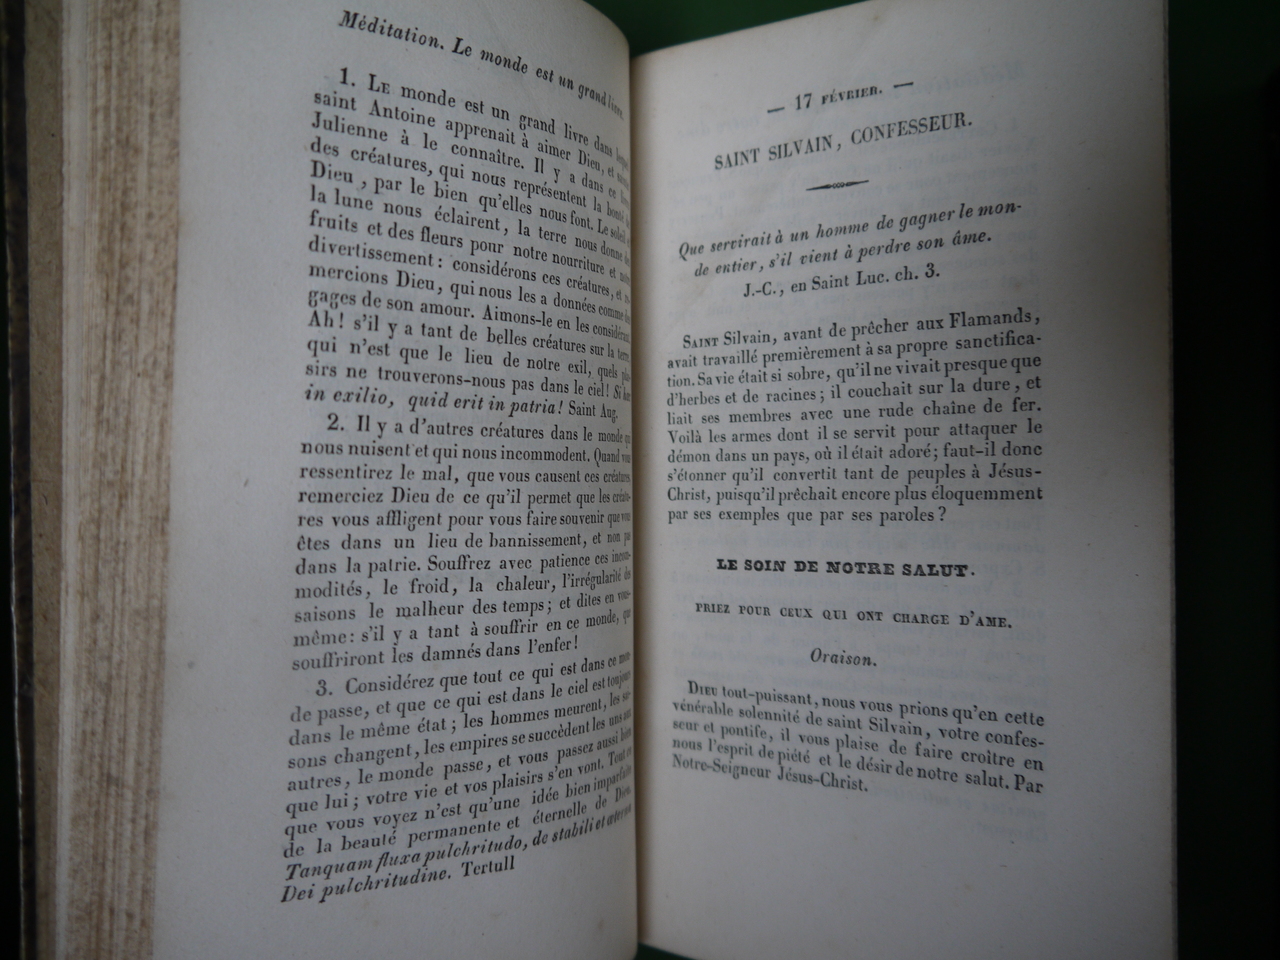 Méditation. Le monde est un grand livre.
1. LE monde est un grand livre dans
saint Antoine apprenait à aimer Dieu, et
Julienne à le connaître. Il y a dans ce
des créatures, qui nous représentent la bonté
Dieu, par le bien qu'elles nous font. Le soleil
la lune nous éclairent, la terre nous donne
fruits et des fleurs pour notre nourriture et
divertissement : considérons ces créatures, et
mercions Dieu, qui nous les a données comme
gages de son amour. Aimons-le en les considérant
Ah ! s'il y a tant de belles créatures sur la terre,
qui n'est que le lieu de notre exil, quels
sirs ne trouverons-nous pas dans le ciel ! Si
in exilio, quid erit in patria ! Saint Aug.
2. Il y a d'autres créatures dans le monde
nous nuisent et qui nous incommodent. Quand
ressentirez le mal, que vous causent ces créatures
remerciez Dieu de ce qu'il permet que les créatu-
res vous affligent pour vous faire souvenir que vous
êtes dans un lieu de bannissement, et non pas
dans la patrie. Souffrez avec patience ces incom-
modités, le froid, la chaleur, l'irrégularité des
saisons le malheur des temps ; et dites en vous-
même : s'il y a tant à souffrir en ce monde, que
souffriront les damnés dans l'enfer !
3. Considérez que tout ce qui est dans ce mon-
de passe, et que ce qui est dans le ciel est toujours
dans le même état ; les hommes meurent, les sai-
sons changent, les empires se succèdent les uns aux
autres, le monde passe, et vous passez aussi bien
que lui ; votre vie et vos plaisirs s'en vont. Tout ce
que vous voyez n'est qu'une idée bien imparfaite
de la beauté permanente et éternelle de Dieu
Tanquam fluxa pulchritudo, de stabili et
Dei pulchritudine. Tertull
— 17 FÉVRIER. —
SAINT SILVAIN, CONFESSEUR.
Que servirait à un homme de gagner le mon-
de entier, s'il vient à perdre son âme.
J.-C., en Saint Luc. ch. 3.
SAINT Silvain, avant de prêcher aux Flamands,
avait travaillé premièrement à sa propre sanctifica-
tion. Sa vie était si sobre, qu'il ne vivait presque que
d'herbes et de racines ; il couchait sur la dure, et
liait ses membres avec une rude chaîne de fer.
Voilà les armes dont il se servit pour attaquer le
démon dans un pays, où il était adoré ; faut-il donc
s'étonner qu'il convertit tant de peuples à Jésus-
Christ, puisqu'il prêchait encore plus éloquemment
par ses exemples que par ses paroles ?
LE SOIN DE NOTRE SALUT.
PRIEZ POUR CEUX QUI ONT CHARGE D'AME.
Oraison.
DIEU tout-puissant, nous vous prions qu'en cette
vénérable solennité de saint Silvain, votre confes-
seur et pontife, il vous plaise de faire croître en
nous l'esprit de piété et le désir de notre salut. Par
Notre-Seigneur Jésus-Christ.